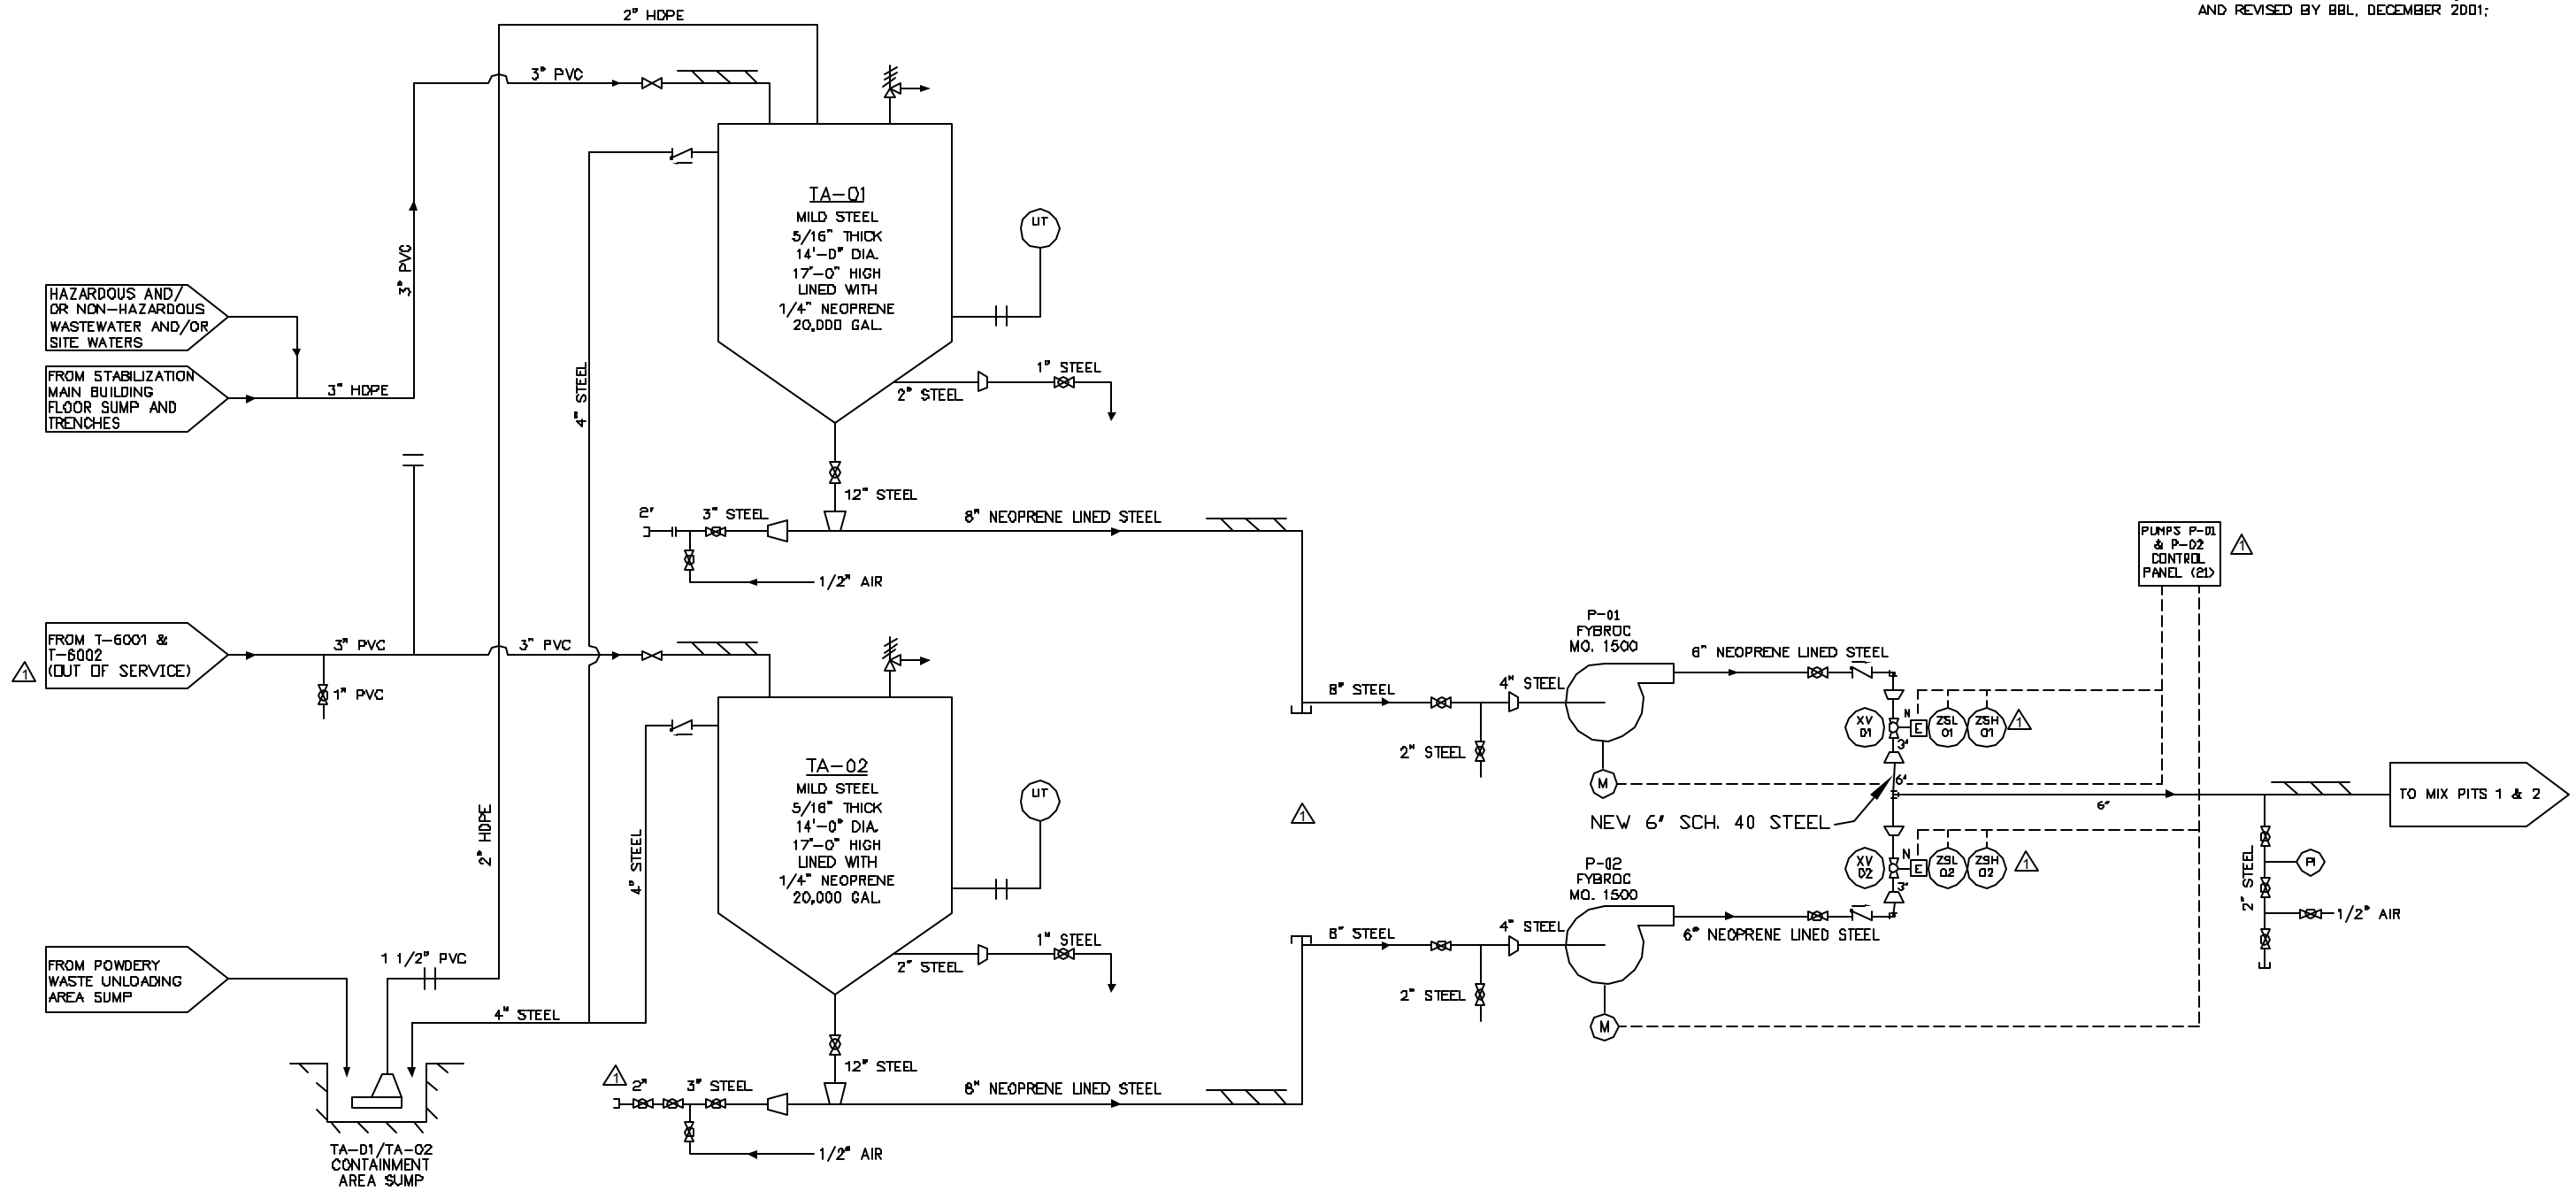 AND REVISED BY BBL, DECEMBER 2001;
2" HDPE
3" PVC
3" PVC
TA-01
MILD STEEL
5/16" THICK
14'-0" DIA.
17'-0" HIGH
LINED WITH
1/4" NEOPRENE
20,000 GAL.
HAZARDOUS AND/
OR NON-HAZARDOUS
WASTEWATER AND/OR
SITE WATERS
FROM STABILIZATION
MAIN BUILDING
FLOOR SUMP AND
TRENCHES
3" HDPE
4" STEEL
1" STEEL
2" STEEL
12" STEEL
2"
3" STEEL
8" NEOPRENE LINED STEEL
1/2" AIR
PUMPS P-01
& P-02
CONTROL
PANEL (21)
1
FROM T-6001 &
T-6002
(OUT OF SERVICE)
1
3" PVC
3" PVC
1" PVC
P-01
FYBROC
MO. 1500
6" NEOPRENE LINED STEEL
8" STEEL
4" STEEL
2" STEEL
M
XV
01
N
E
ZSL
01
ZSH
01
1
3"
6"
NEW 6" SCH. 40 STEEL
6"
TO MIX PITS 1 & 2
TA-02
MILD STEEL
5/16" THICK
14'-0" DIA.
17'-0" HIGH
LINED WITH
1/4" NEOPRENE
20,000 GAL.
4" STEEL
2" HDPE
1
P-02
FYBROC
MO. 1500
XV
02
N
E
ZSL
02
ZSH
02
1
3"
6" NEOPRENE LINED STEEL
8" STEEL
4" STEEL
2" STEEL
M
2" STEEL
PI
1/2" AIR
FROM POWDERY
WASTE UNLOADING
AREA SUMP
1 1/2" PVC
4" STEEL
1" STEEL
2" STEEL
12" STEEL
1
2"
3" STEEL
8" NEOPRENE LINED STEEL
1/2" AIR
TA-01/TA-02
CONTAINMENT
AREA SUMP